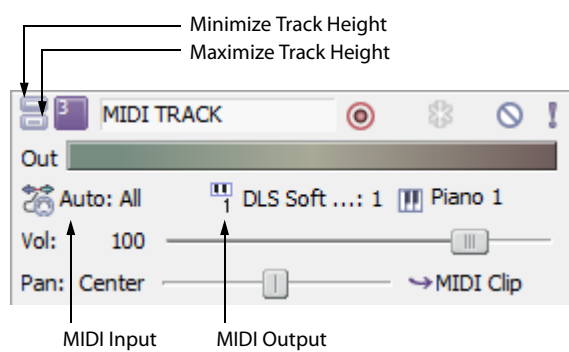 Minimize Track Height
Maximize Track Height
3 MIDI TRACK
Out
Auto: All 1 DLS Soft ...: 1 Piano 1
Vol: 100
Pan: Center MIDI Clip
MIDI Input MIDI Output